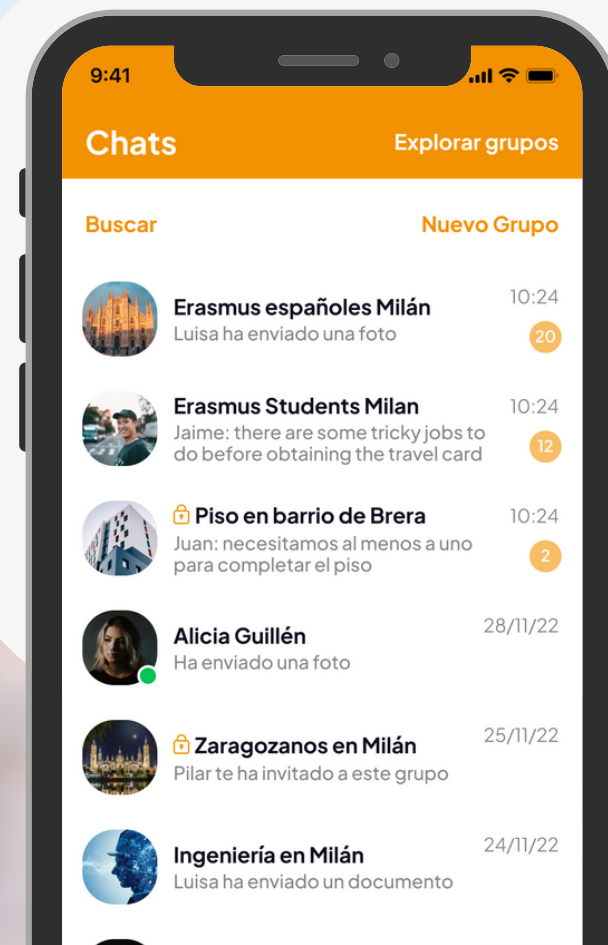 9:41
Chats
Explorar grupos
Buscar
Nuevo Grupo
Erasmus españoles Milán
10:24
Luisa ha enviado una foto
20
Erasmus Students Milan
10:24
Jaime: there are some tricky jobs to
do before obtaining the travel card
12
Piso en barrio de Brera
10:24
Juan: necesitamos al menos a uno
para completar el piso
2
Alicia Guillén
28/11/22
Ha enviado una foto
Zaragozanos en Milán
25/11/22
Pilar te ha invitado a este grupo
Ingeniería en Milán
24/11/22
Luisa ha enviado un documento